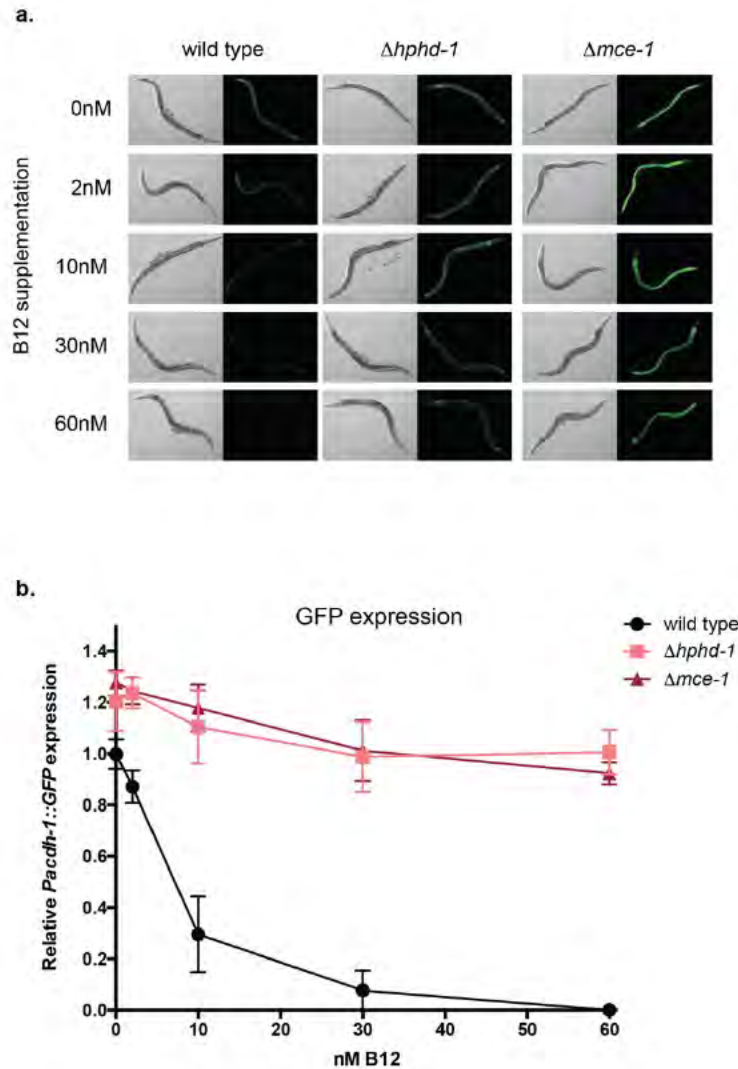 a.
wild type Δhphd-1 Δmce-1
0nM
2nM
10nM
30nM
60nM
B12 supplementation
b.
GFP expression
wild type
Δhphd-1
Δmce-1
Relative Pacdh-1::GFP expression
1.4
1.2
1.0
0.8
0.6
0.4
0.2
0.0
0 10 20 30 40 50 60
nM B12